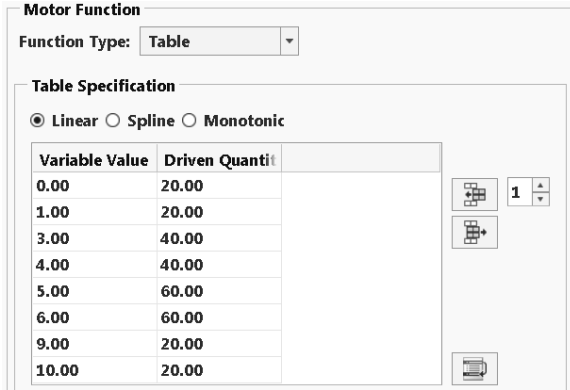 Motor Function
Function Type: Table
Table Specification
Linear Spline Monotonic
Variable Value Driven Quantit
0.00 20.00
1.00 20.00
3.00 40.00
4.00 40.00
5.00 60.00
6.00 60.00
9.00 20.00
10.00 20.00
1